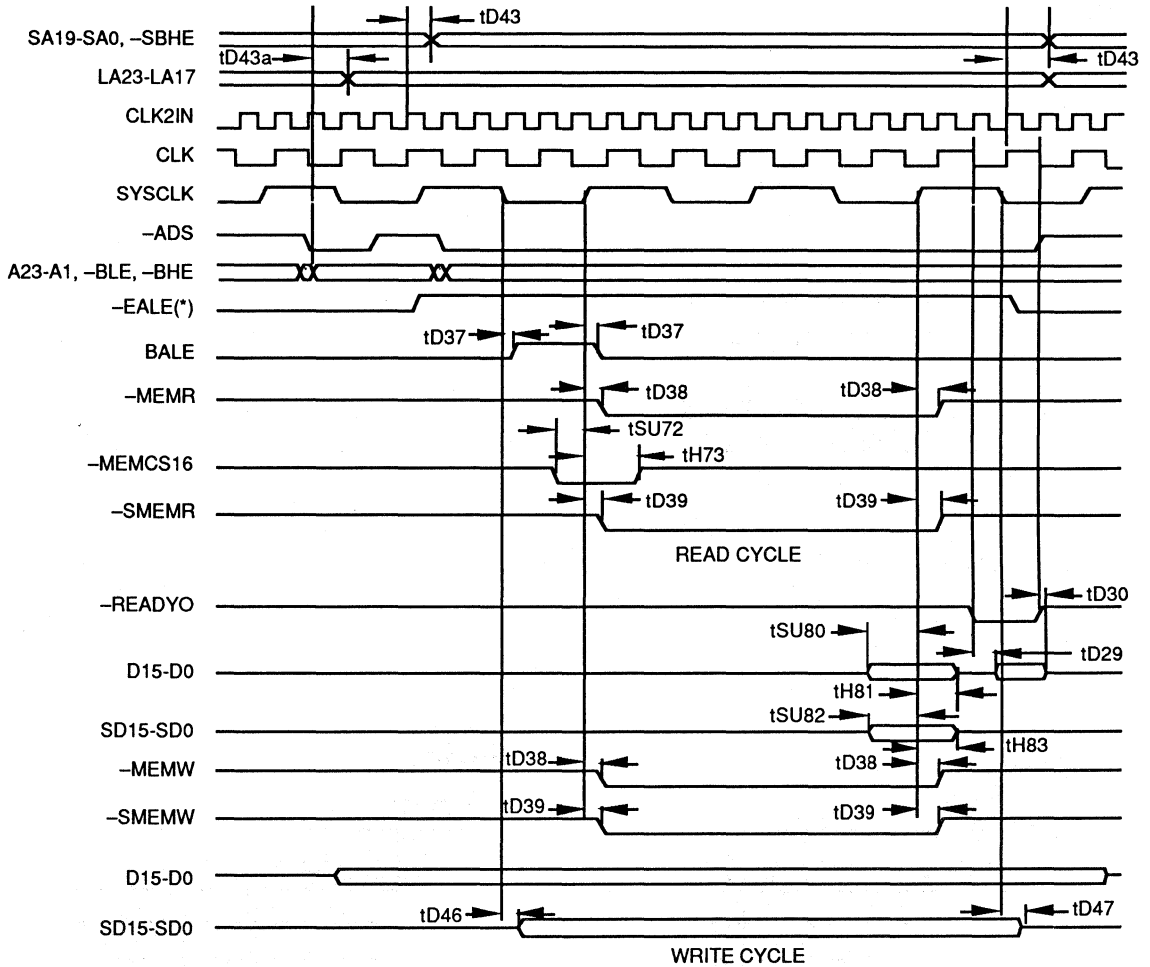 tD43
SA19-SA0, –SBHE
tD43a
tD43
LA23-LA17
CLK2IN
CLK
SYSCLK
–ADS
A23-A1, –BLE, –BHE
–EALE(*)
tD37
tD37
BALE
tD38
tD38
–MEMR
tSU72
tH73
–MEMCS16
tD39
tD39
–SMEMR
READ CYCLE
–READYO
tD30
tSU80
tD29
D15-D0
tH81
tSU82
SD15-SD0
tH83
tD38
tD38
–MEMW
tD39
tD39
–SMEMW
D15-D0
tD46
tD47
SD15-SD0
WRITE CYCLE